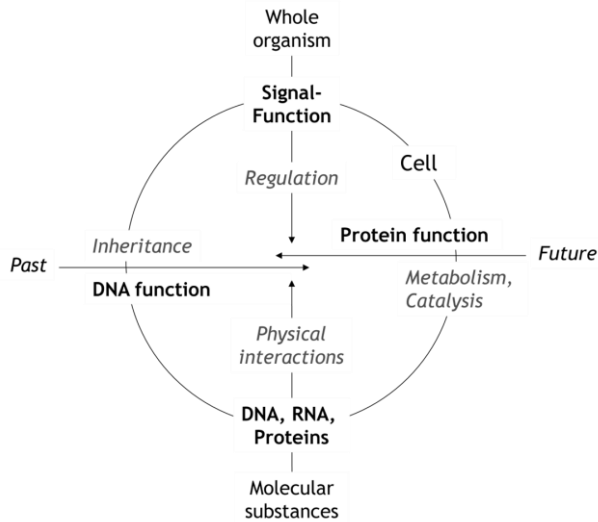 Whole
organism
Signal-
Function
Cell
Regulation
Inheritance
Protein function
Past
Future
DNA function
Metabolism,
Catalysis
Physical
interactions
DNA, RNA,
Proteins
Molecular
substances